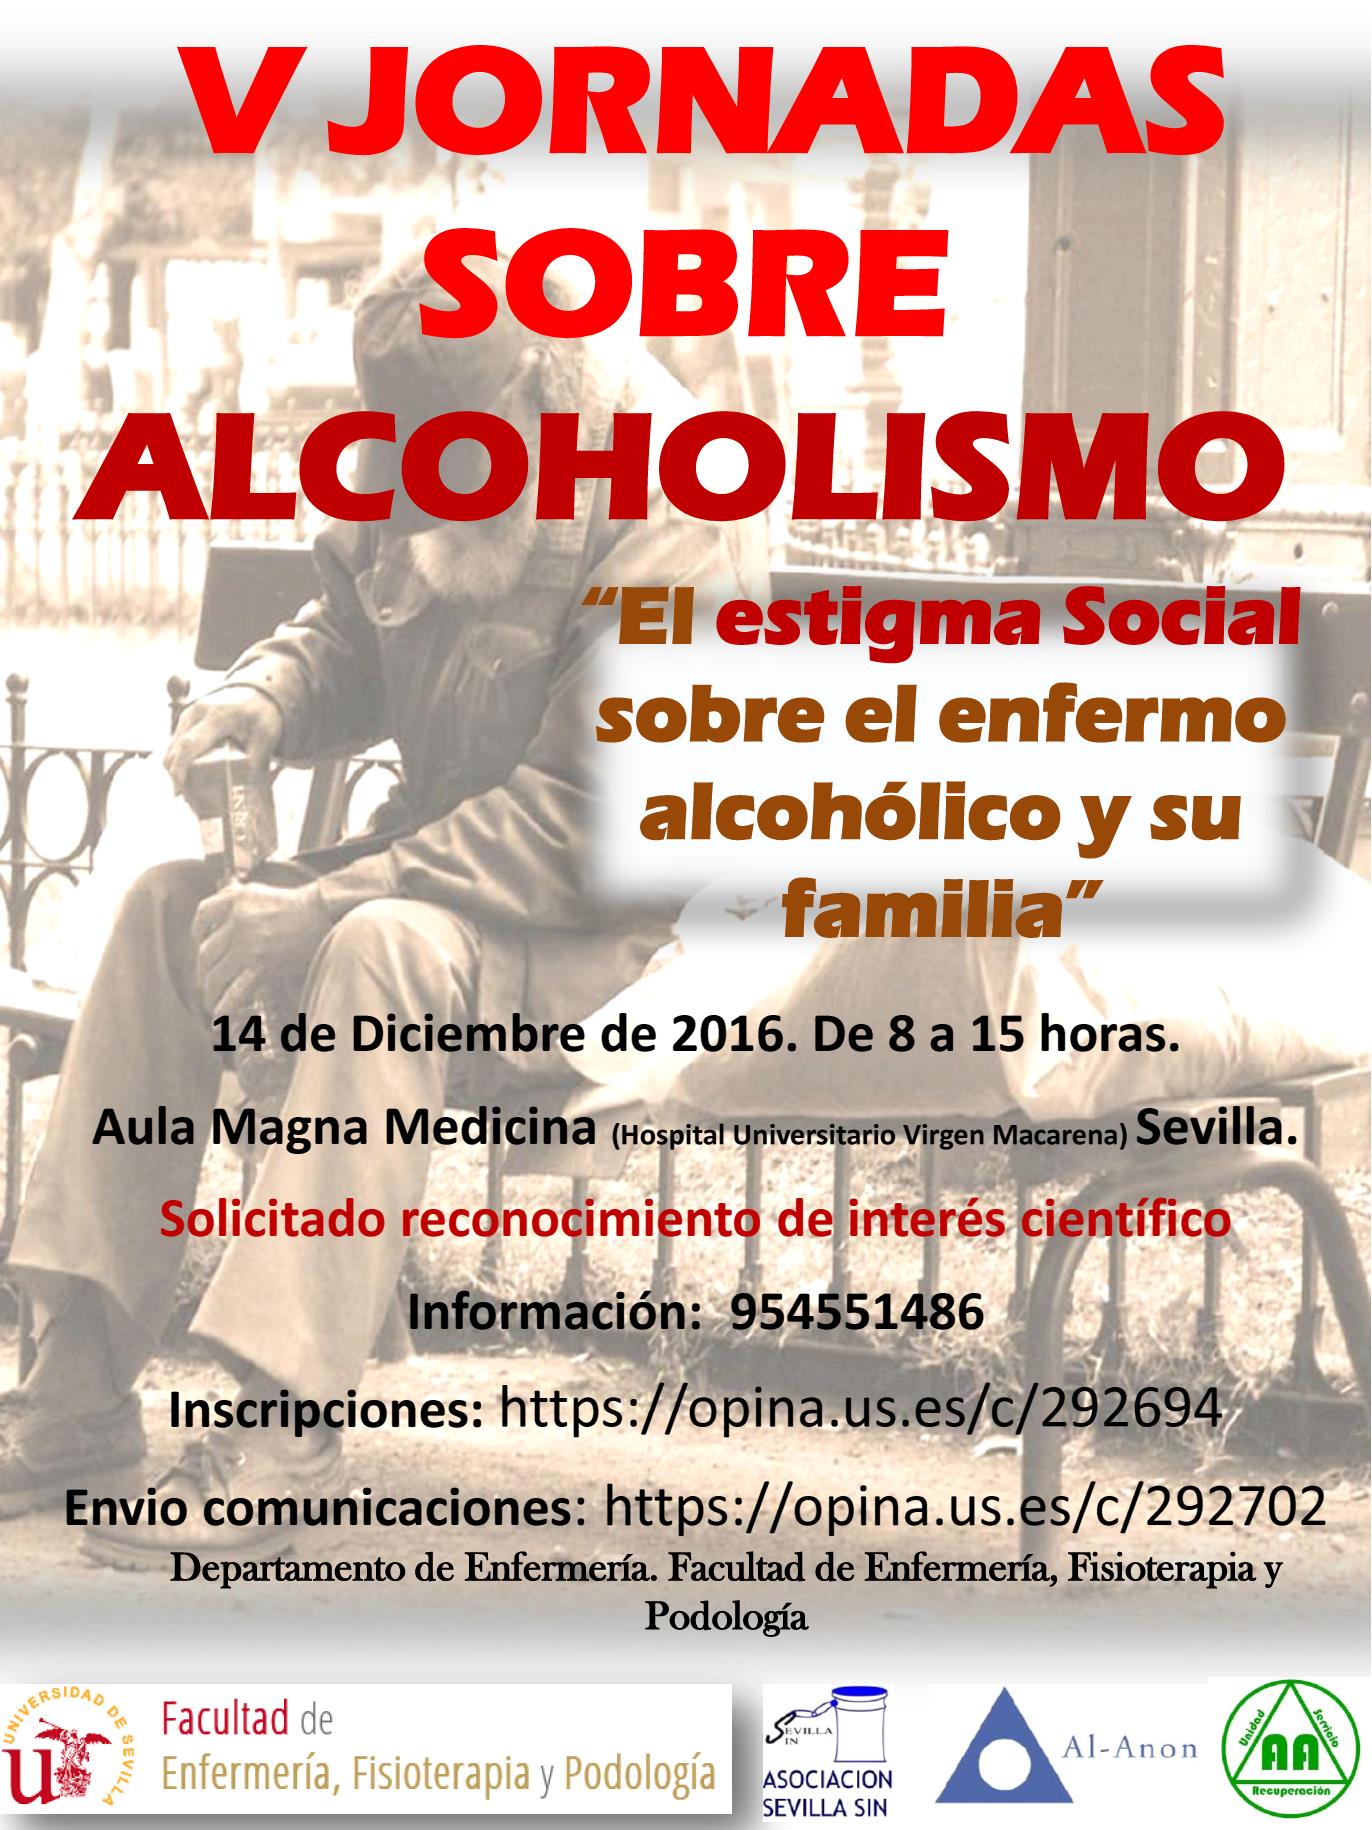 V JORNADAS
SOBRE
ALCOHOLISMO
“El estigma Social
sobre el enfermo
alcohólico y su
familia”
14 de Diciembre de 2016. De 8 a 15 horas.
Aula Magna Medicina (Hospital Universitario Virgen Macarena) Sevilla.
Solicitado reconocimiento de interés científico
Información: 954551486
Inscripciones: https://opina.us.es/c/292694
Envio comunicaciones: https://opina.us.es/c/292702
Departamento de Enfermería. Facultad de Enfermería, Fisioterapia y
Podología
UNIVERSIDAD DE SEVILLA
Facultad de
Enfermería, Fisioterapia y Podología
SEVILLA
SIN
ASOCIACION
SEVILLA SIN
Al-Anon
Unidad
Servicio
AA
Recuperación